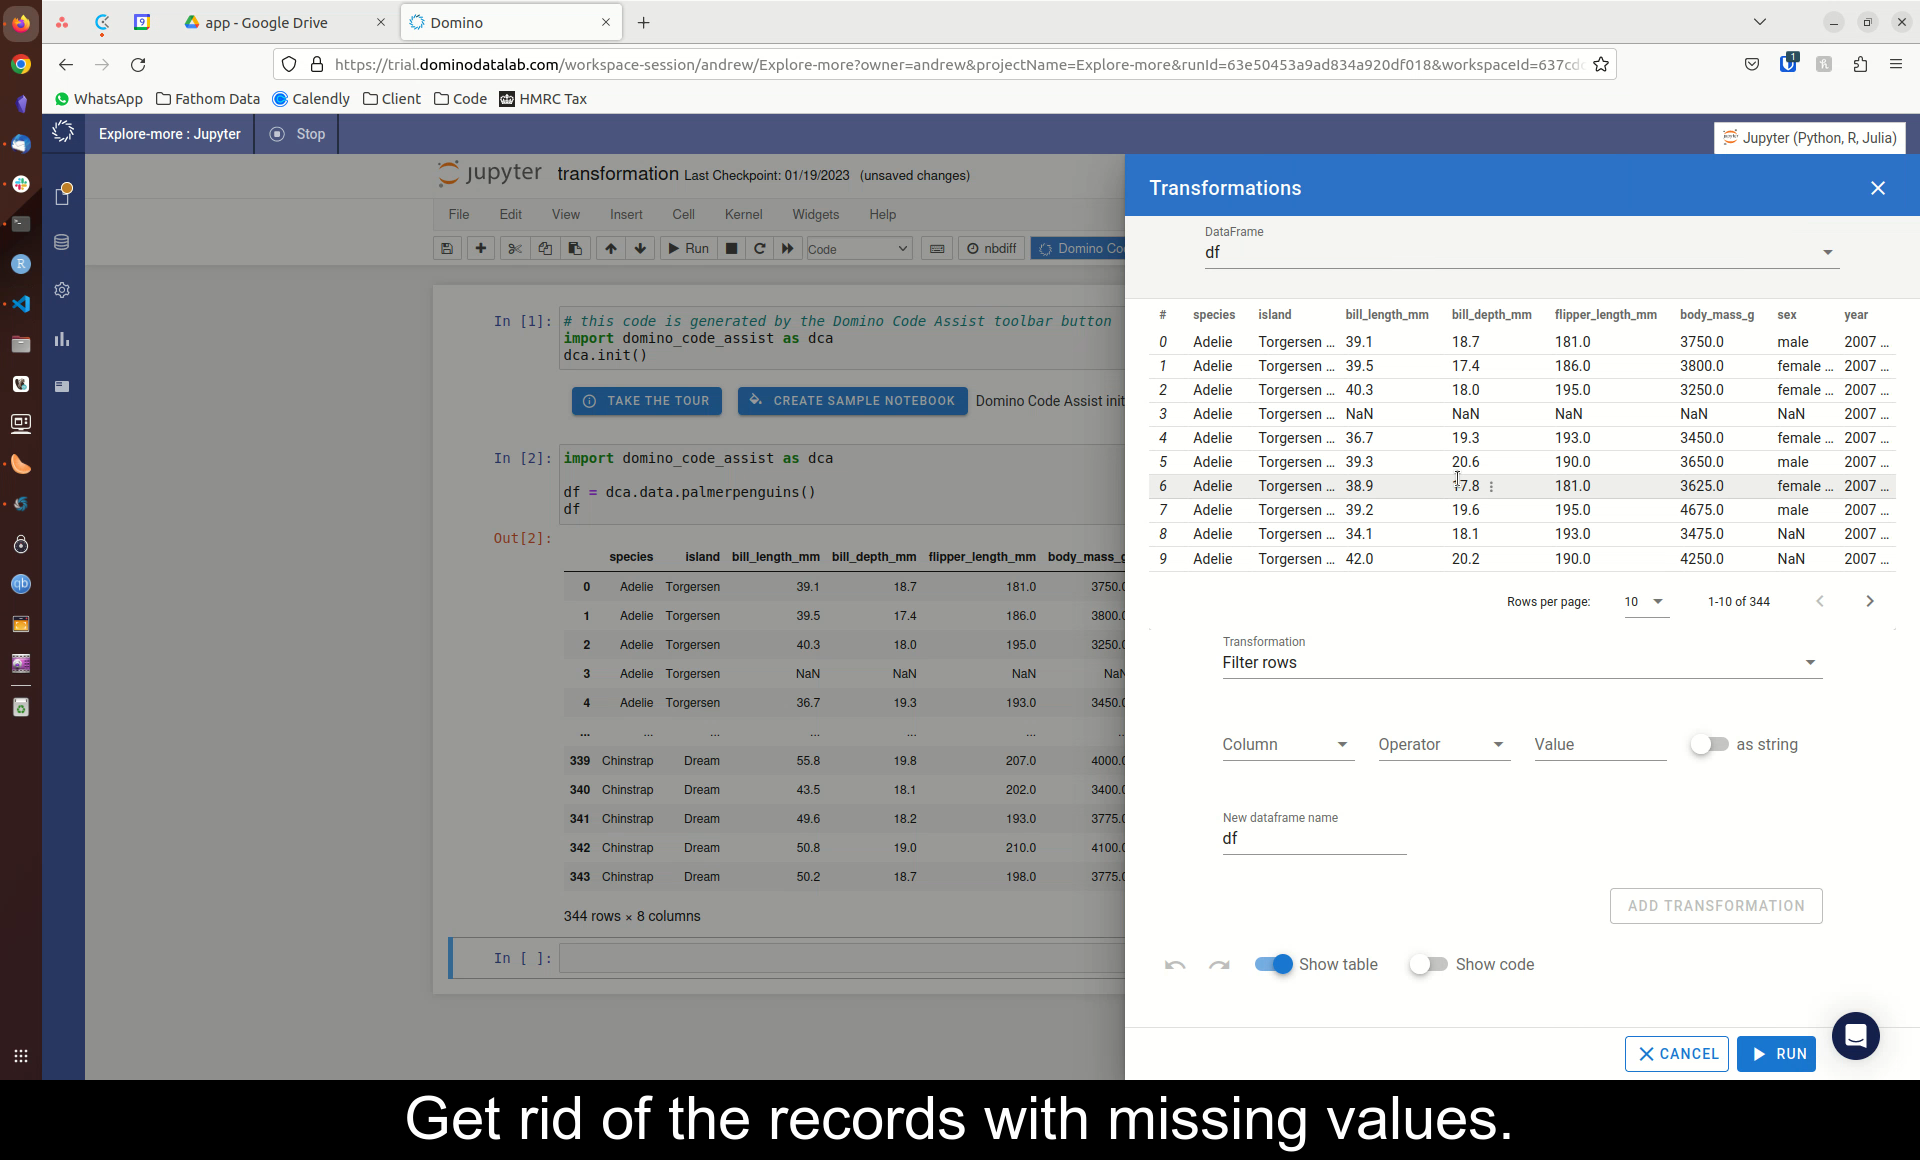 app - Google Drive
Domino
https://trial.dominodatalab.com/workspace-session/andrew/Explore-more?owner=andrew&projectName=Explore-more&runId=63e50453a9ad834a920df018&workspaceId=637cd
WhatsApp Fathom Data Calendly Client Code HMRC Tax
Explore-more : Jupyter Stop
Jupyter (Python, R, Julia)
jupyter transformation Last Checkpoint: 01/19/2023 (unsaved changes)
File Edit View Insert Cell Kernel Widgets Help
Run Code nbdiff Domino Co
In [1]: # this code is generated by the Domino Code Assist toolbar button
import domino_code_assist as dca
dca.init()
TAKE THE TOUR CREATE SAMPLE NOTEBOOK Domino Code Assist init
In [2]: import domino_code_assist as dca
df = dca.data.palmerpenguins()
df
Out[2]:
species island bill_length_mm bill_depth_mm flipper_length_mm body_mass_g
0 Adelie Torgersen 39.1 18.7 181.0 3750.0
1 Adelie Torgersen 39.5 17.4 186.0 3800.0
2 Adelie Torgersen 40.3 18.0 195.0 3250.0
3 Adelie Torgersen NaN NaN NaN NaN
4 Adelie Torgersen 36.7 19.3 193.0 3450.0
... ... ... ... ... ... ...
339 Chinstrap Dream 55.8 19.8 207.0 4000.0
340 Chinstrap Dream 43.5 18.1 202.0 3400.0
341 Chinstrap Dream 49.6 18.2 193.0 3775.0
342 Chinstrap Dream 50.8 19.0 210.0 4100.0
343 Chinstrap Dream 50.2 18.7 198.0 3775.0
344 rows × 8 columns
In [ ]:
Transformations
DataFrame
df
# species island bill_length_mm bill_depth_mm flipper_length_mm body_mass_g sex year
0 Adelie Torgersen ... 39.1 18.7 181.0 3750.0 male 2007 ...
1 Adelie Torgersen ... 39.5 17.4 186.0 3800.0 female ... 2007 ...
2 Adelie Torgersen ... 40.3 18.0 195.0 3250.0 female ... 2007 ...
3 Adelie Torgersen ... NaN NaN NaN NaN NaN 2007 ...
4 Adelie Torgersen ... 36.7 19.3 193.0 3450.0 female ... 2007 ...
5 Adelie Torgersen ... 39.3 20.6 190.0 3650.0 male 2007 ...
6 Adelie Torgersen ... 38.9 17.8 181.0 3625.0 female ... 2007 ...
7 Adelie Torgersen ... 39.2 19.6 195.0 4675.0 male 2007 ...
8 Adelie Torgersen ... 34.1 18.1 193.0 3475.0 NaN 2007 ...
9 Adelie Torgersen ... 42.0 20.2 190.0 4250.0 NaN 2007 ...
Rows per page: 10 1-10 of 344
Transformation
Filter rows
Column Operator Value as string
New dataframe name
df
ADD TRANSFORMATION
Show table Show code
CANCEL RUN
Get rid of the records with missing values.